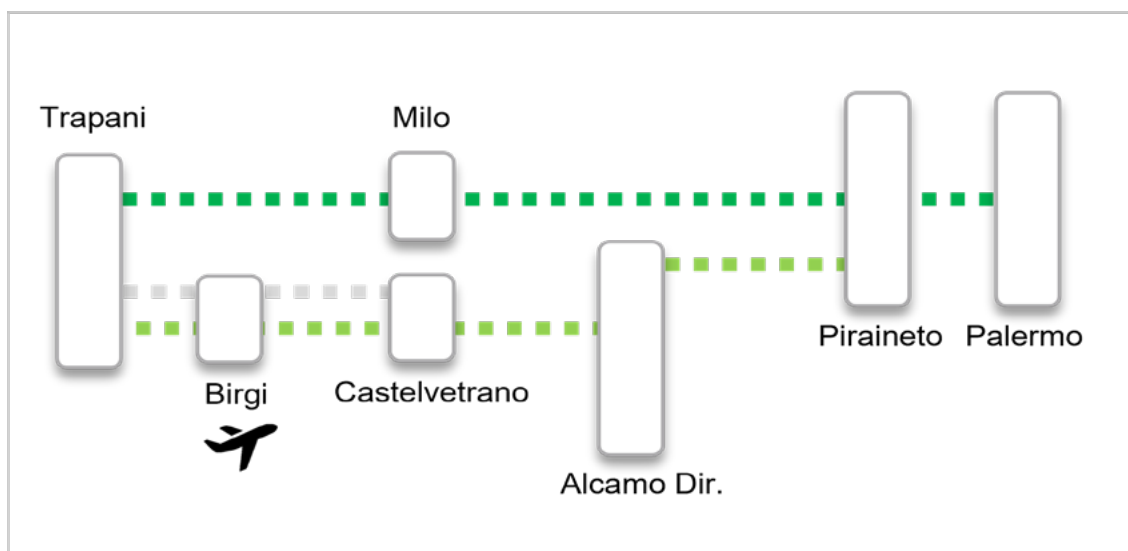 Trapani
Milo
Piraineto
Palermo
Birgi
Castelvetrano
Alcamo Dir.